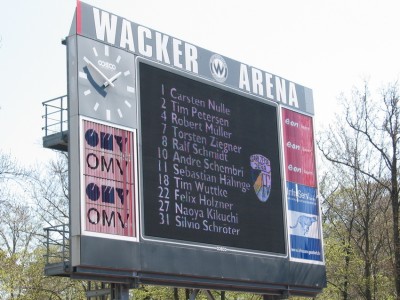 WACKER ARENA
1 Carsten Nulle
2 Tim Petersen
4 Robert Müller
7 Torsten Ziegner
8 Ralf Schmidt
10 Andre Schembri
11 Sebastian Hähnge
18 Tim Wuttke
22 Felix Holzner
27 Naoya Kikuchi
31 Silvio Schröter
OMV
OMV
OMV
OMV
e.on
e.on